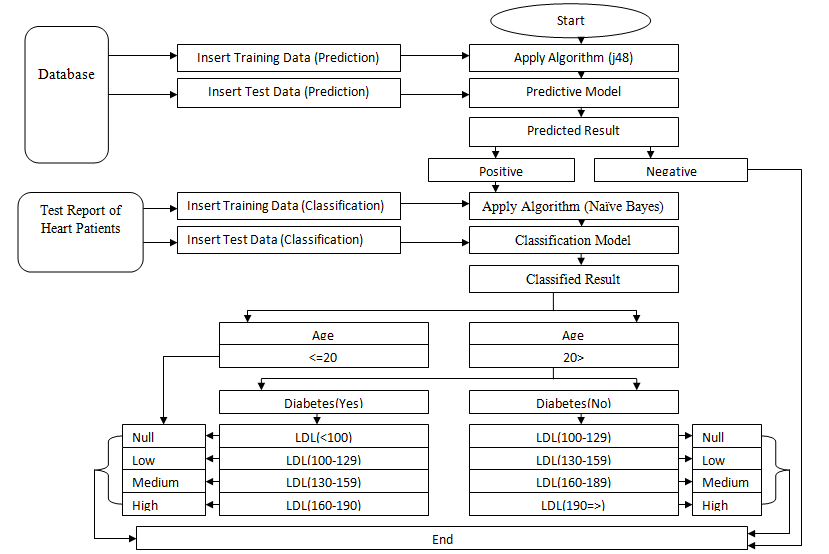 Start
Database
Insert Training Data (Prediction)
Apply Algorithm (j48)
Insert Test Data (Prediction)
Predictive Model
Predicted Result
Positive
Negative
Test Report of
Heart Patients
Insert Training Data (Classification)
Apply Algorithm (Naïve Bayes)
Insert Test Data (Classification)
Classification Model
Classified Result
Age
Age
<=20
20>
Diabetes(Yes)
Diabetes(No)
Null
LDL(<100)
LDL(100-129)
Null
Low
LDL(100-129)
LDL(130-159)
Low
Medium
LDL(130-159)
LDL(160-189)
Medium
High
LDL(160-190)
LDL(190=>)
High
End